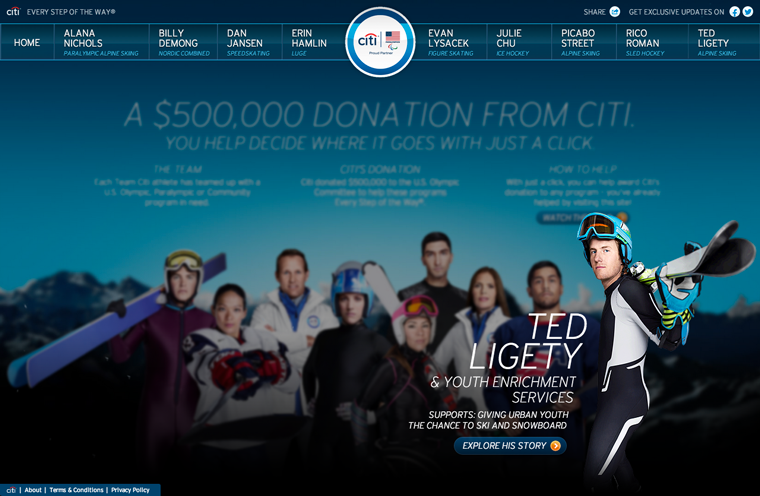 citi EVERY STEP OF THE WAY®
SHARE GET EXCLUSIVE UPDATES ON
HOME
ALANA
NICHOLS
PARALYMPIC ALPINE SKIING
BILLY
DEMONG
NORDIC COMBINED
DAN
JANSEN
SPEEDSKATING
ERIN
HAMLIN
LUGE
citi
Proud Partner
EVAN
LYSACEK
FIGURE SKATING
JULIE
CHU
ICE HOCKEY
PICABO
STREET
ALPINE SKIING
RICO
ROMAN
SLED HOCKEY
TED
LIGETY
ALPINE SKIING
A $500,000 DONATION FROM CITI.
YOU HELP DECIDE WHERE IT GOES WITH JUST A CLICK.
THE TEAM
Each Team Citi athlete has teamed up with a
U.S. Olympic, Paralympic or Community
program in need.
CITI'S DONATION
Citi donated $500,000 to the U.S. Olympic
Committee to help these programs
Every Step of the Way®.
HOW TO HELP
With just a click, you can help award Citi's
donation to any program - you've already
helped by visiting this site
WATCH TH
TED
LIGETY
& YOUTH ENRICHMENT
SERVICES
SUPPORTS: GIVING URBAN YOUTH
THE CHANCE TO SKI AND SNOWBOARD
EXPLORE HIS STORY
citi | About | Terms & Conditions | Privacy Policy